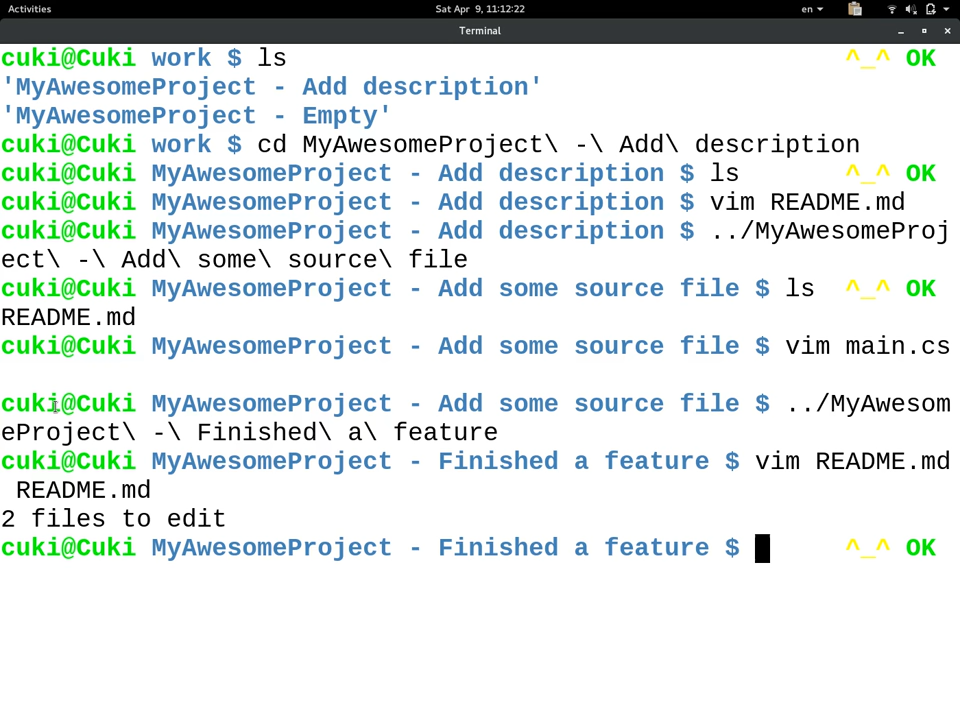 Activities Sat Apr 9, 11:12:22 en
Terminal
cuki@Cuki work $ ls ^_^ OK
'MyAwesomeProject - Add description'
'MyAwesomeProject - Empty'
cuki@Cuki work $ cd MyAwesomeProject\ -\ Add\ description
cuki@Cuki MyAwesomeProject - Add description $ ls ^_^ OK
cuki@Cuki MyAwesomeProject - Add description $ vim README.md
cuki@Cuki MyAwesomeProject - Add description $ ../MyAwesomeProj
ect\ -\ Add\ some\ source\ file
cuki@Cuki MyAwesomeProject - Add some source file $ ls ^_^ OK
README.md
cuki@Cuki MyAwesomeProject - Add some source file $ vim main.cs
cuki@Cuki MyAwesomeProject - Add some source file $ ../MyAwesom
eProject\ -\ Finished\ a\ feature
cuki@Cuki MyAwesomeProject - Finished a feature $ vim README.md
README.md
2 files to edit
cuki@Cuki MyAwesomeProject - Finished a feature $ ^_^ OK